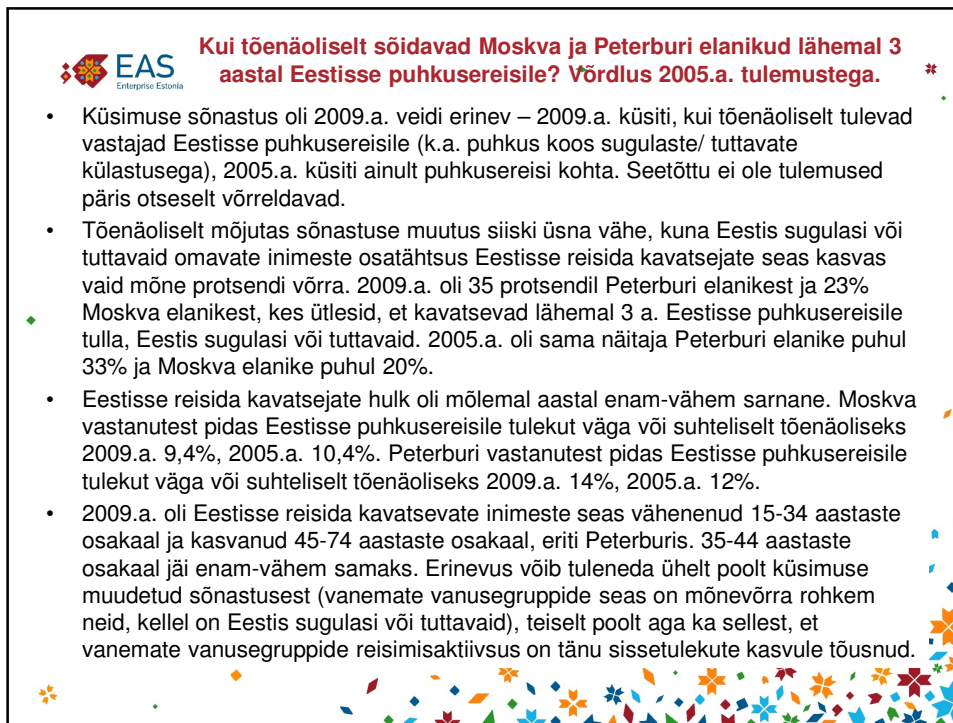 Kui tõenäoliselt sõidavad Moskva ja Peterburi elanikud lähemal 3
aastal Eestisse puhkusereisile? Võrdlus 2005.a. tulemustega.
EAS
Enterprise Estonia
• Küsimuse sõnastus oli 2009.a. veidi erinev – 2009.a. küsiti, kui tõenäoliselt tulevad
vastajad Eestisse puhkusereisile (k.a. puhkus koos sugulaste/ tuttavate
külastusega), 2005.a. küsiti ainult puhkusereisi kohta. Seetõttu ei ole tulemused
päris otseselt võrreldavad.
• Tõenäoliselt mõjutas sõnastuse muutus siiski üsna vähe, kuna Eestis sugulasi või
tuttavaid omavate inimeste osatähtsus Eestisse reisida kavatsejate seas kasvas
vaid mõne protsendi võrra. 2009.a. oli 35 protsendil Peterburi elanikest ja 23%
Moskva elanikest, kes ütlesid, et kavatsevad lähemal 3 a. Eestisse puhkusereisile
tulla, Eestis sugulasi või tuttavaid. 2005.a. oli sama näitaja Peterburi elanike puhul
33% ja Moskva elanike puhul 20%.
• Eestisse reisida kavatsejate hulk oli mõlemal aastal enam-vähem sarnane. Moskva
vastanutest pidas Eestisse puhkusereisile tulekut väga või suhteliselt tõenäoliseks
2009.a. 9,4%, 2005.a. 10,4%. Peterburi vastanutest pidas Eestisse puhkusereisile
tulekut väga või suhteliselt tõenäoliseks 2009.a. 14%, 2005.a. 12%.
• 2009.a. oli Eestisse reisida kavatsevate inimeste seas vähenenud 15-34 aastaste
osakaal ja kasvanud 45-74 aastaste osakaal, eriti Peterburis. 35-44 aastaste
osakaal jäi enam-vähem samaks. Erinevus võib tuleneda ühelt poolt küsimuse
muudetud sõnastusest (vanemate vanusegruppide seas on mõnevõrra rohkem
neid, kellel on Eestis sugulasi või tuttavaid), teiselt poolt aga ka sellest, et
vanemate vanusegruppide reisimisaktiivsus on tänu sissetulekute kasvule tõusnud.